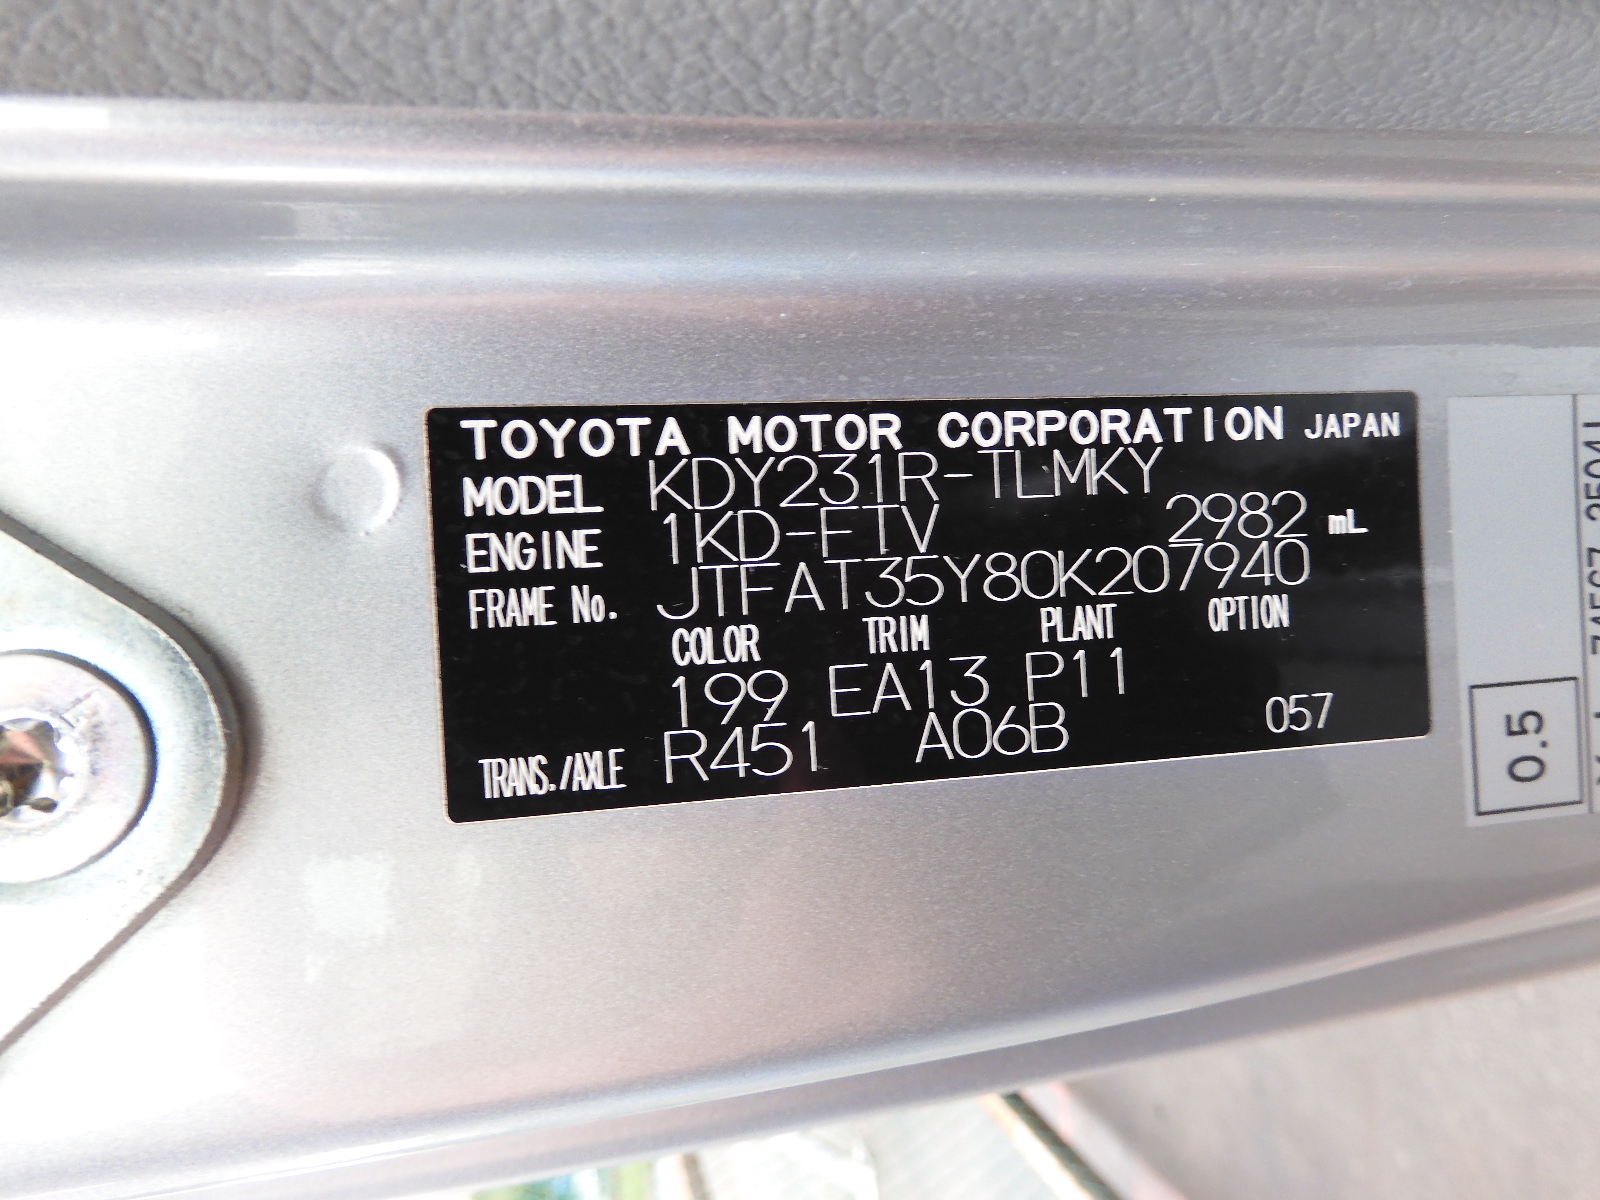 TOYOTA MOTOR CORPORATION JAPAN
MODEL KDY231R-TLMKY
ENGINE 1KD-FTV 2982 mL
FRAME No. JTFAT35Y80K207940
COLOR TRIM PLANT OPTION
199 EA13 P11
TRANS./AXLE R451 A06B 057
0.5